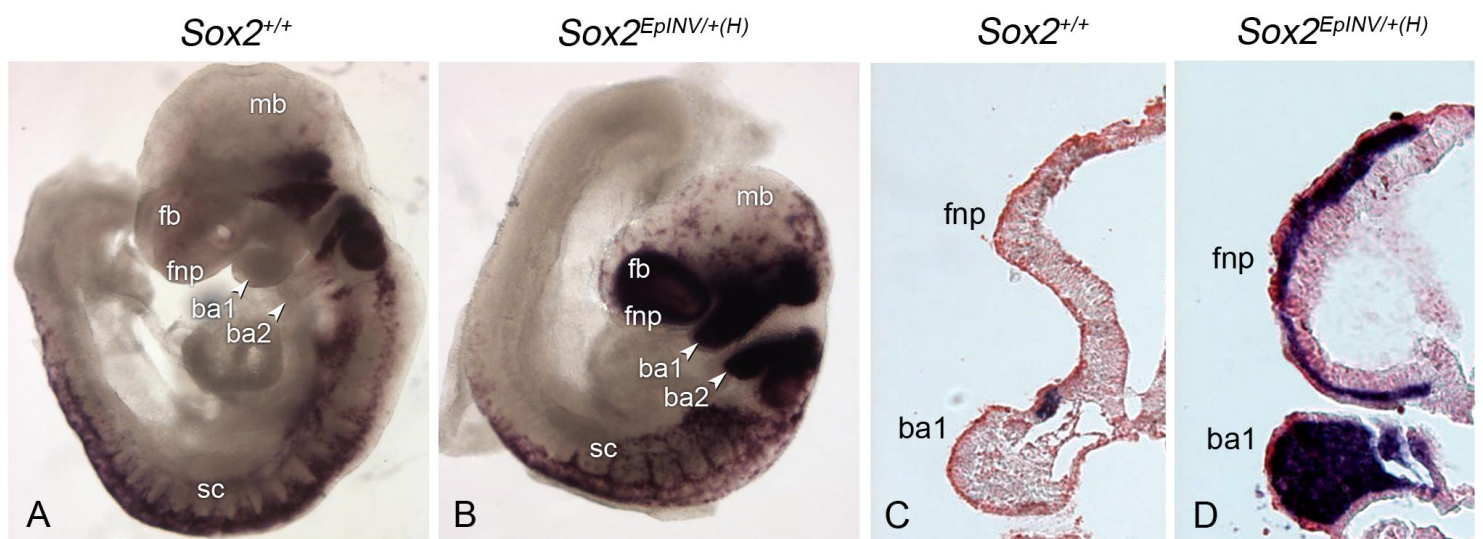 Sox2+/+ Sox2EpINV/+(H) Sox2+/+ Sox2EpINV/+(H)
mb
fb
fnp
ba1
ba2
sc
A
mb
fb
fnp
ba1
ba2
sc
B
fnp
ba1
C
fnp
ba1
D